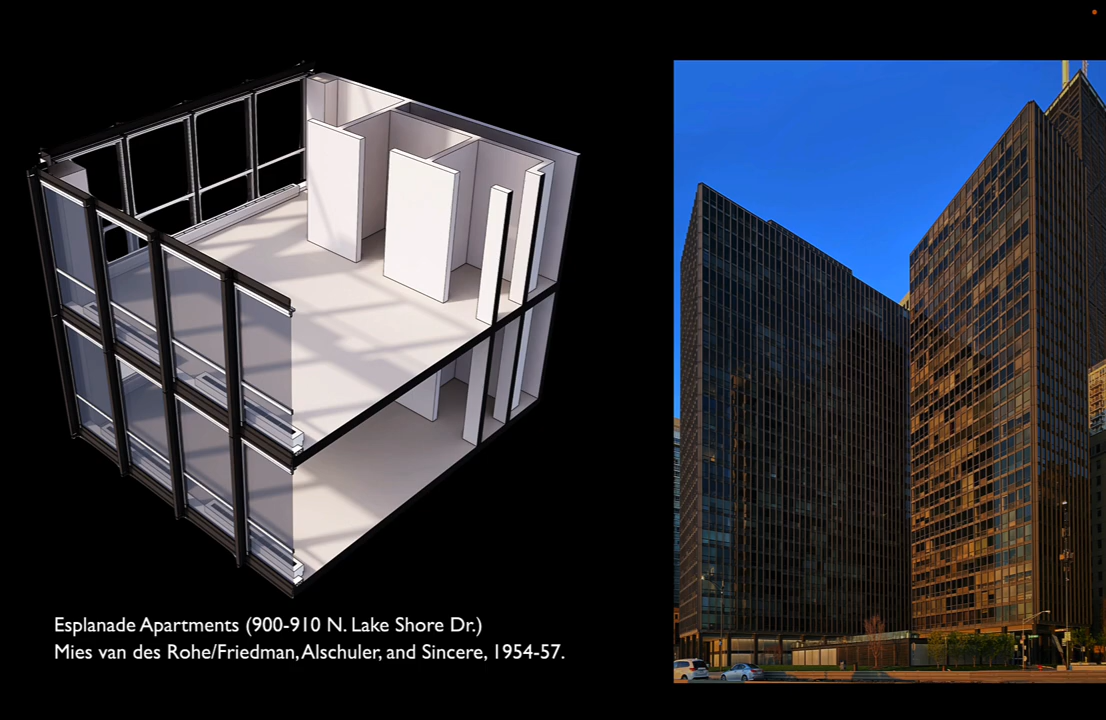 Esplanade Apartments (900-910 N. Lake Shore Dr.)
Mies van des Rohe/Friedman, Alschuler, and Sincere, 1954-57.